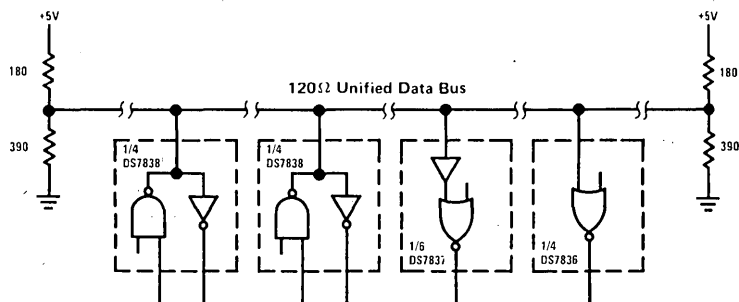 +5V
+5V
180
180
120Ω Unified Data Bus
390
390
1/4
DS7838
1/4
DS7838
1/6
DS7837
1/4
DS7836